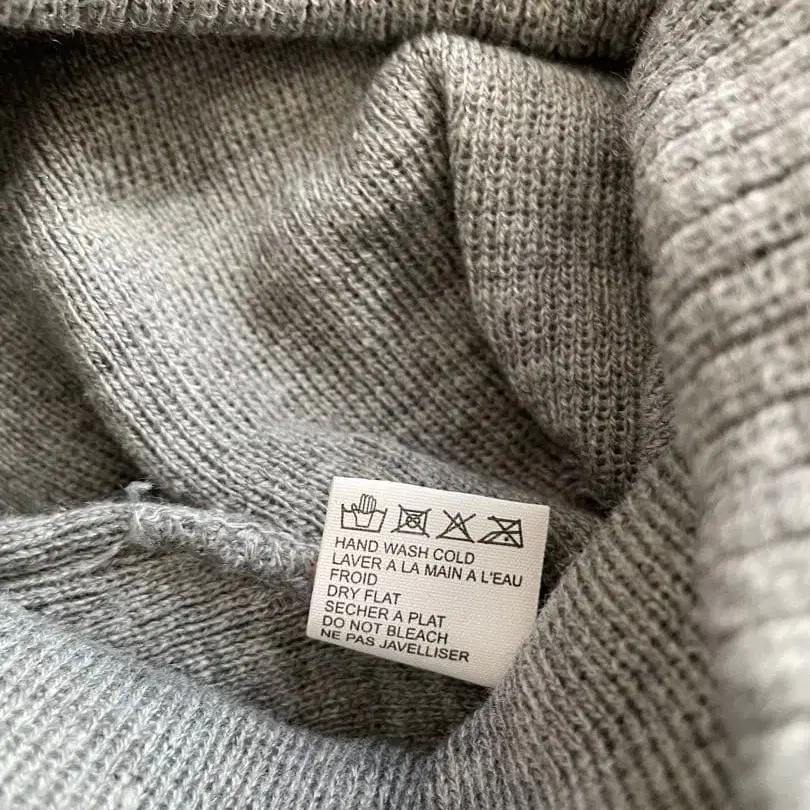 HAND WASH COLD
LAVER A LA MAIN A L'EAU
FROID
DRY FLAT
SECHER A PLAT
DO NOT BLEACH
NE PAS JAVELLISER